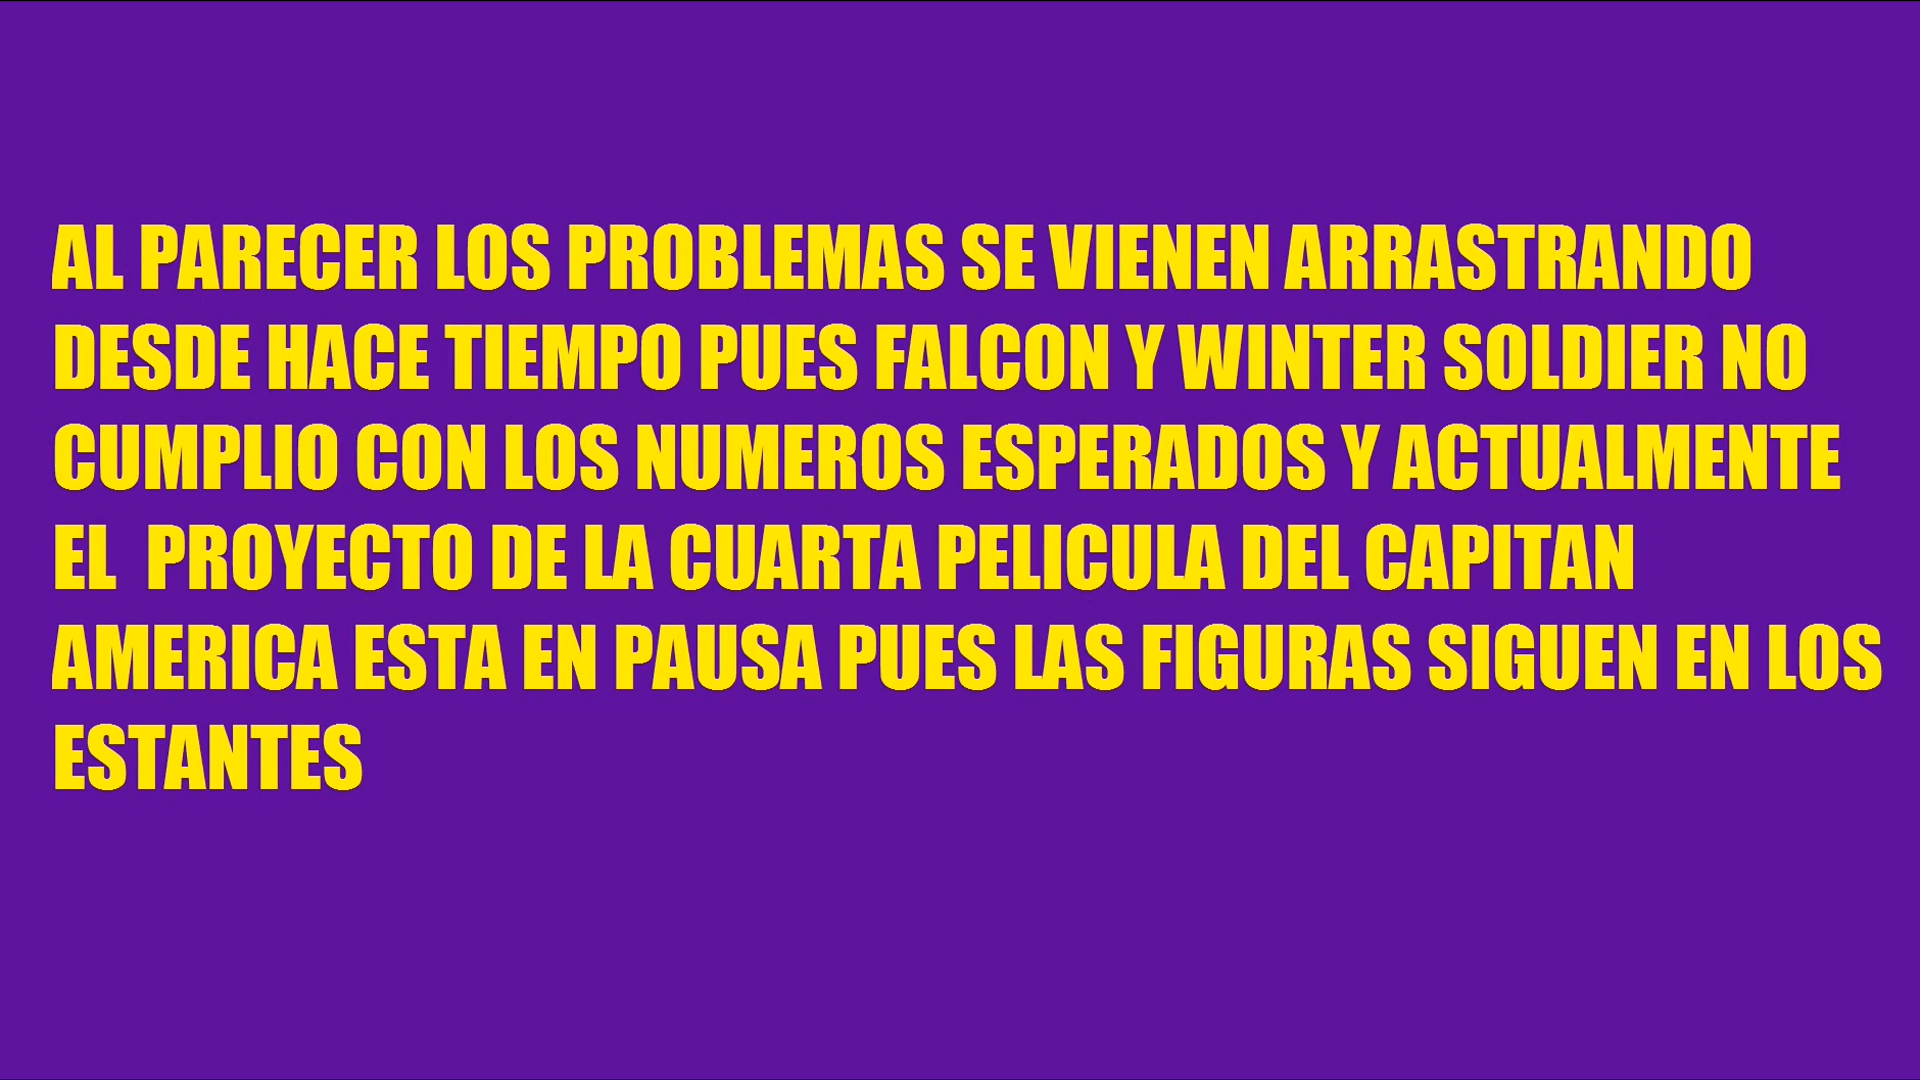 AL PARECER LOS PROBLEMAS SE VIENEN ARRASTRANDO
DESDE HACE TIEMPO PUES FALCON Y WINTER SOLDIER NO
CUMPLIO CON LOS NUMEROS ESPERADOS Y ACTUALMENTE
EL  PROYECTO DE LA CUARTA PELICULA DEL CAPITAN
AMERICA ESTA EN PAUSA PUES LAS FIGURAS SIGUEN EN LOS
ESTANTES